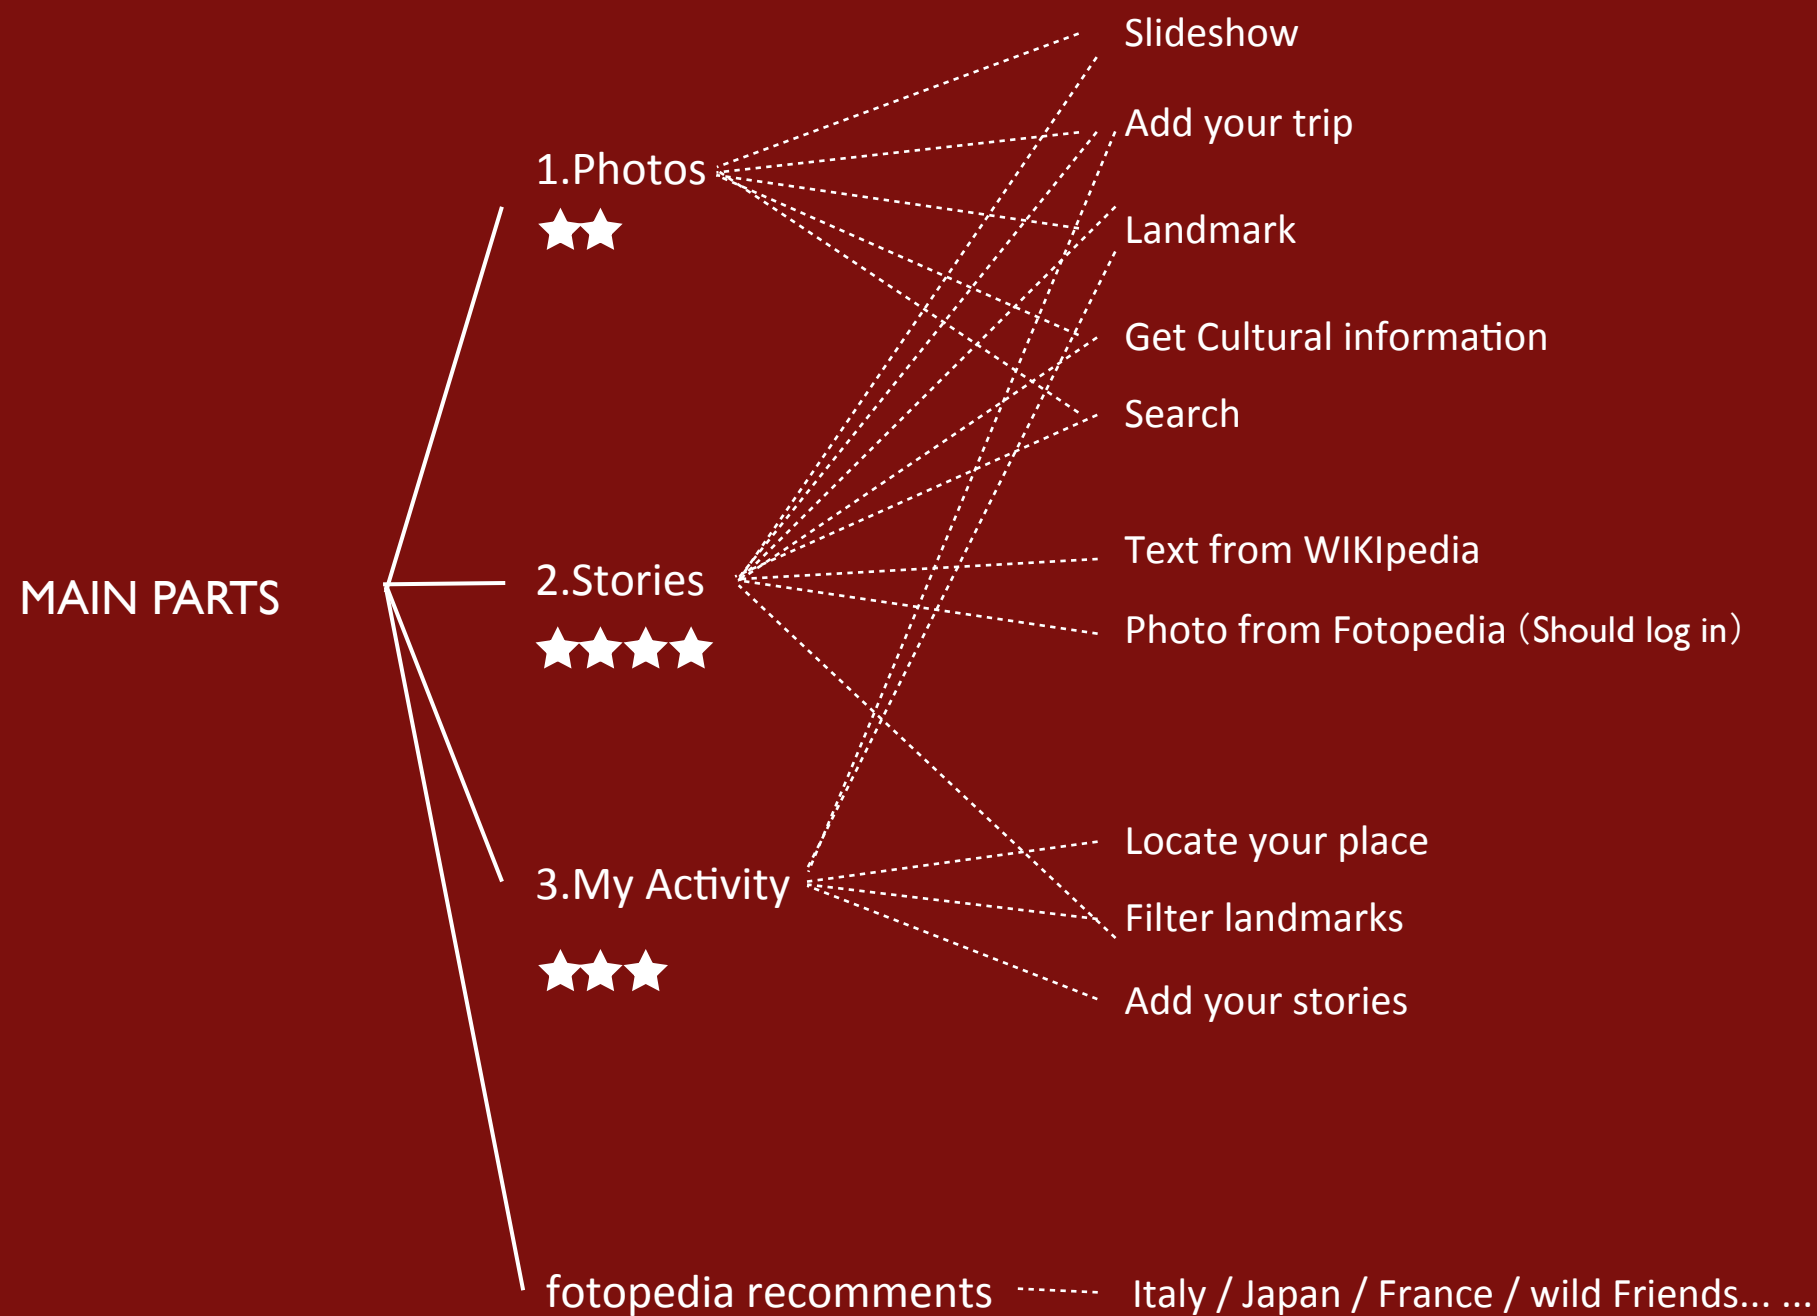 MAIN PARTS
1.Photos
2.Stories
3.My Activity
fotopedia recomments
Slideshow
Add your trip
Landmark
Get Cultural information
Search
Text from WIKIpedia
Photo from Fotopedia（Should log in）
Locate your place
Filter landmarks
Add your stories
Italy / Japan / France / wild Friends... ...